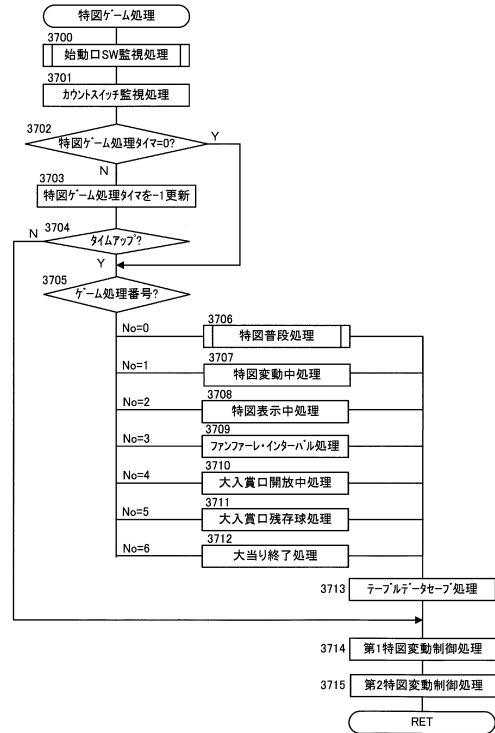 特図ゲーム処理
3700
始動口SW監視処理
3701
カウントスイッチ監視処理
3702
特図ゲーム処理タイマ=0?
Y
N
3703
特図ゲーム処理タイマを-1更新
3704
N
タイムアップ?
Y
3705
ゲーム処理番号?
3706
No=0
特図普段処理
3707
No=1
特図変動中処理
3708
No=2
特図表示中処理
3709
No=3
ファンファーレ・インターバル処理
3710
No=4
大入賞口開放中処理
3711
No=5
大入賞口残存球処理
3712
No=6
大当り終了処理
3713
テーブルデータセーブ処理
3714
第1特図変動制御処理
3715
第2特図変動制御処理
RET